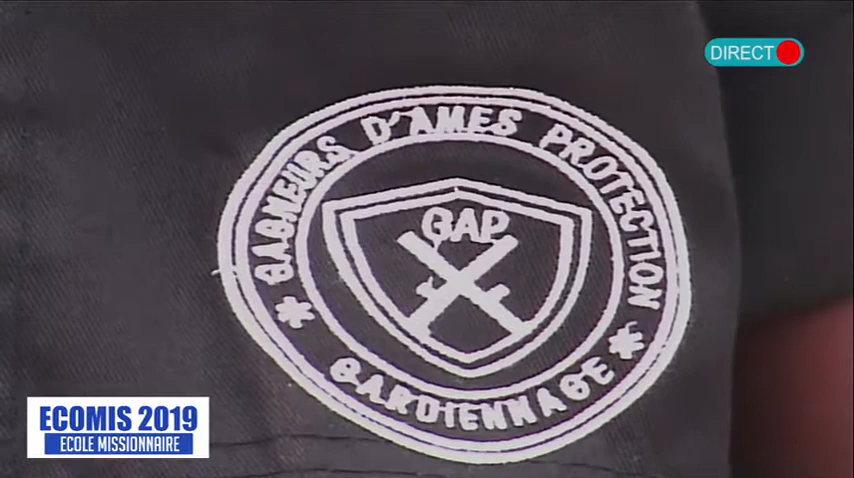 DIRECT
GAGNEURS D'AMES PROTECTION
GAP
GARDIENNAGE
ECOMIS 2019
ECOLE MISSIONNAIRE